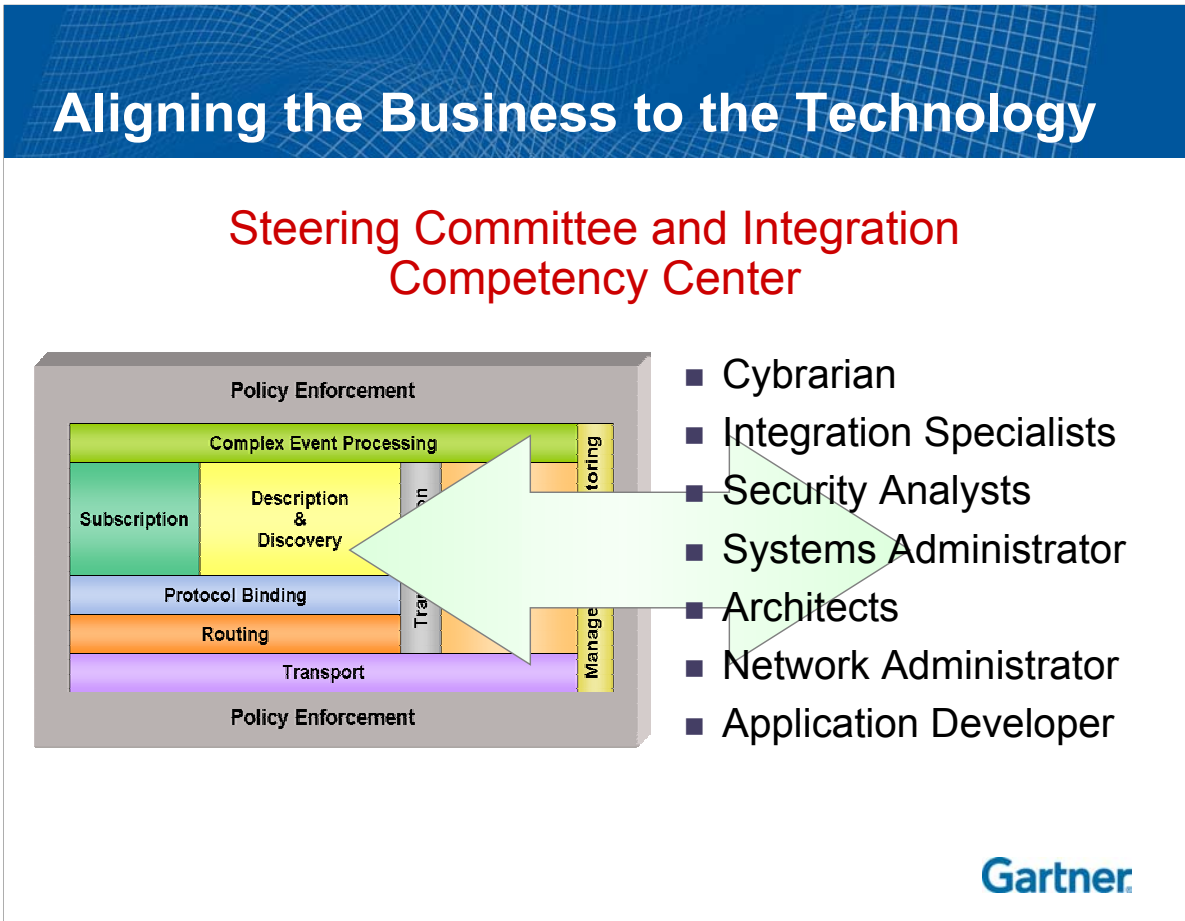 Aligning the Business to the Technology
Steering Committee and Integration
Competency Center
Policy Enforcement
Complex Event Processing
Subscription
Description
&
Discovery
Protocol Binding
Routing
Transport
Policy Enforcement
Cybrarian
Integration Specialists
Security Analysts
Systems Administrator
Architects
Network Administrator
Application Developer
Gartner